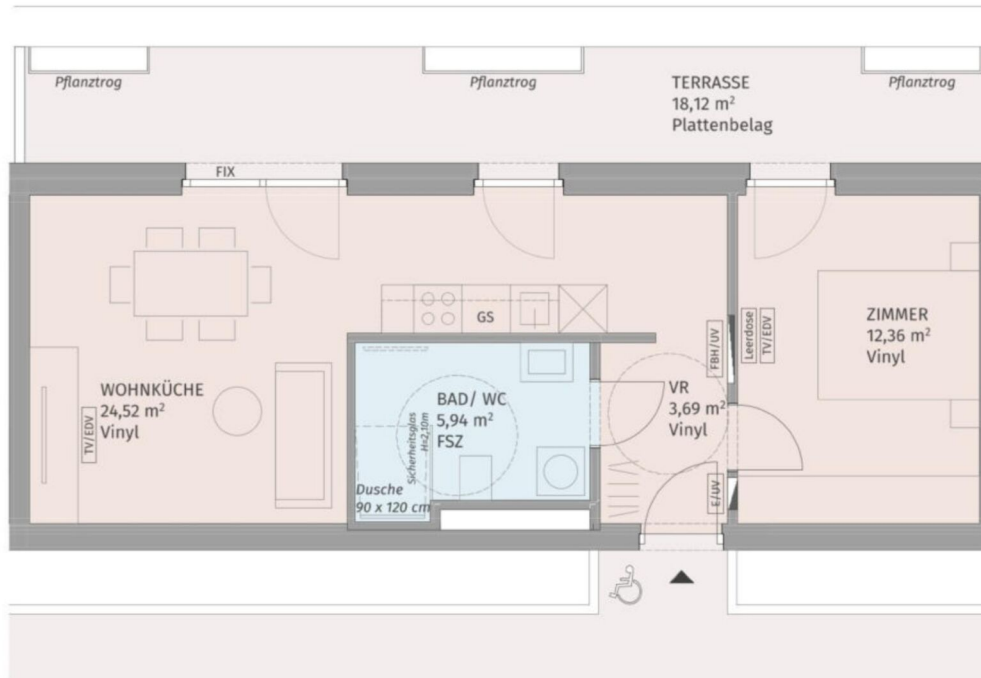 Pflanztrog
Pflanztrog
Pflanztrog
TERRASSE
18,12 m²
Plattenbelag
FIX
GS
WOHNKÜCHE
24,52 m²
Vinyl
TV/EDV
BAD/ WC
5,94 m²
FSZ
Sicherheitsglas
H=2,10m
Dusche
90 x 120 cm
VR
3,69 m²
Vinyl
FBH/UV
E/UV
Leerdose
TV/EDV
ZIMMER
12,36 m²
Vinyl